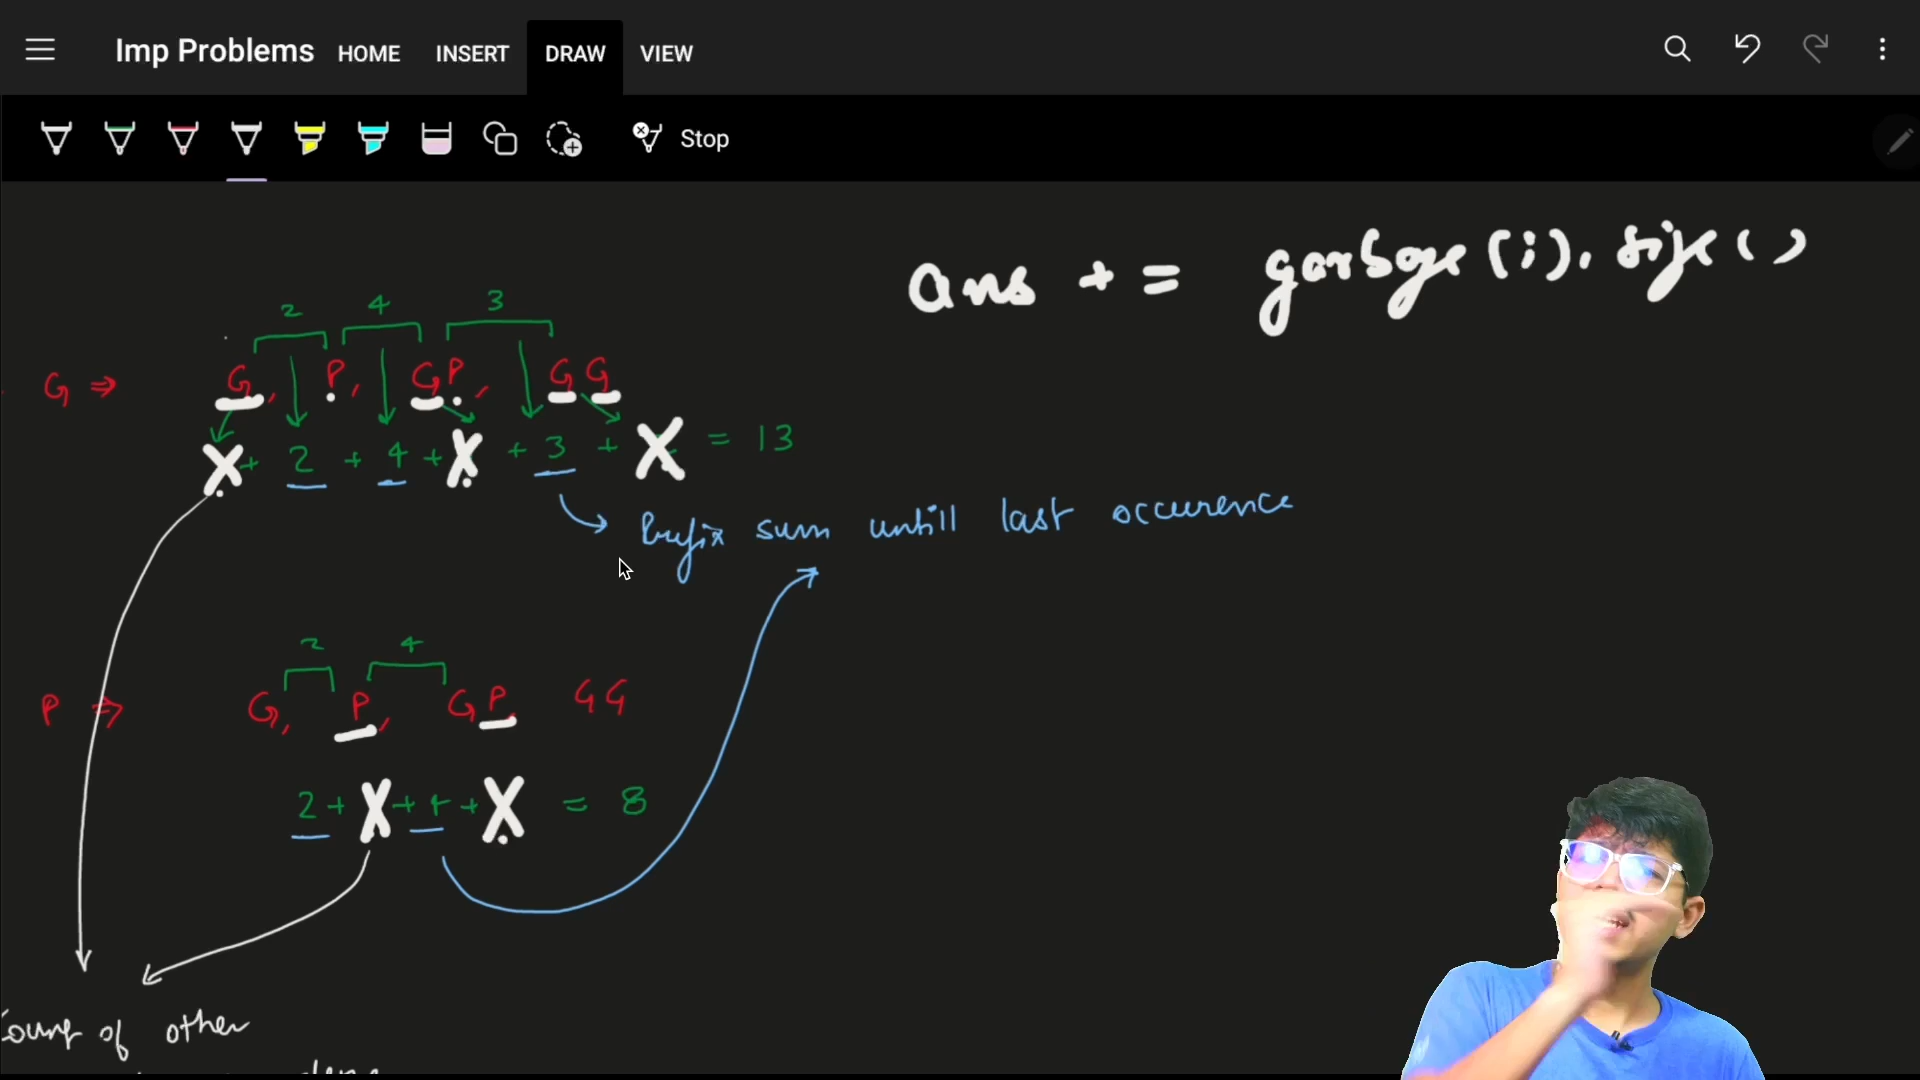 Imp Problems HOME INSERT DRAW VIEW
Stop
ans += garbage(i).size()
2 4 3
G ⇒ G, P, GP, G G
X + 2 + 4 + X + 3 + X = 13
Prefix sum untill last occurence
2 4
P ⇒ G, P, GP, GG
2 + X + 4 + X = 8
Count of other